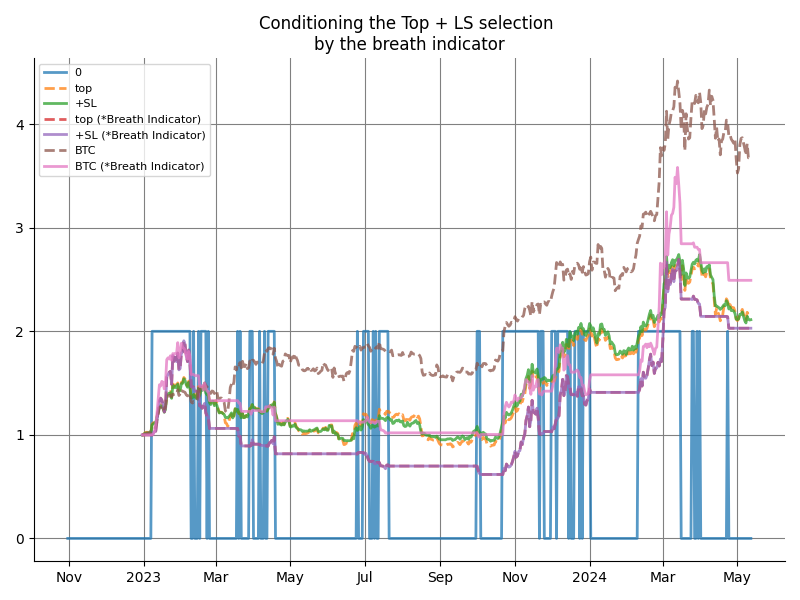 Conditioning the Top + LS selection
by the breath indicator
0
top
+SL
top (*Breath Indicator)
+SL (*Breath Indicator)
BTC
BTC (*Breath Indicator)
4
3
2
1
0
Nov 2023 Mar May Jul Sep Nov 2024 Mar May